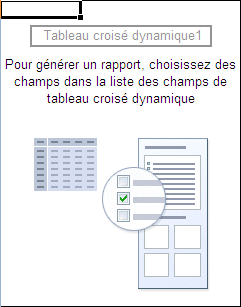 Tableau croisé dynamique1
Pour générer un rapport, choisissez des
champs dans la liste des champs de
tableau croisé dynamique